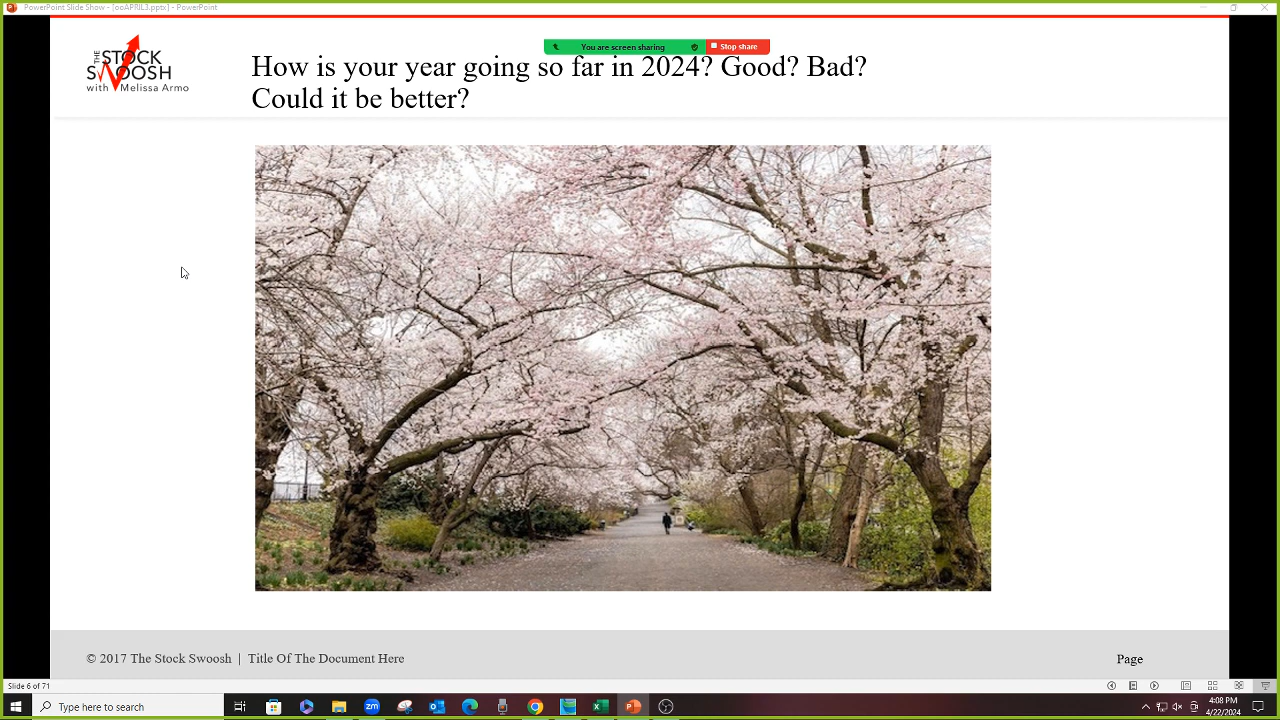 PowerPoint Slide Show - [ooAPRIL3.pptx] - PowerPoint
You are screen sharing
Stop share
THE
STOCK
SWOOSH
with Melissa Armo
How is your year going so far in 2024? Good? Bad?
Could it be better?
© 2017 The Stock Swoosh | Title Of The Document Here
Page
Slide 6 of 71
Type here to search
zm
4:08 PM
4/22/2024